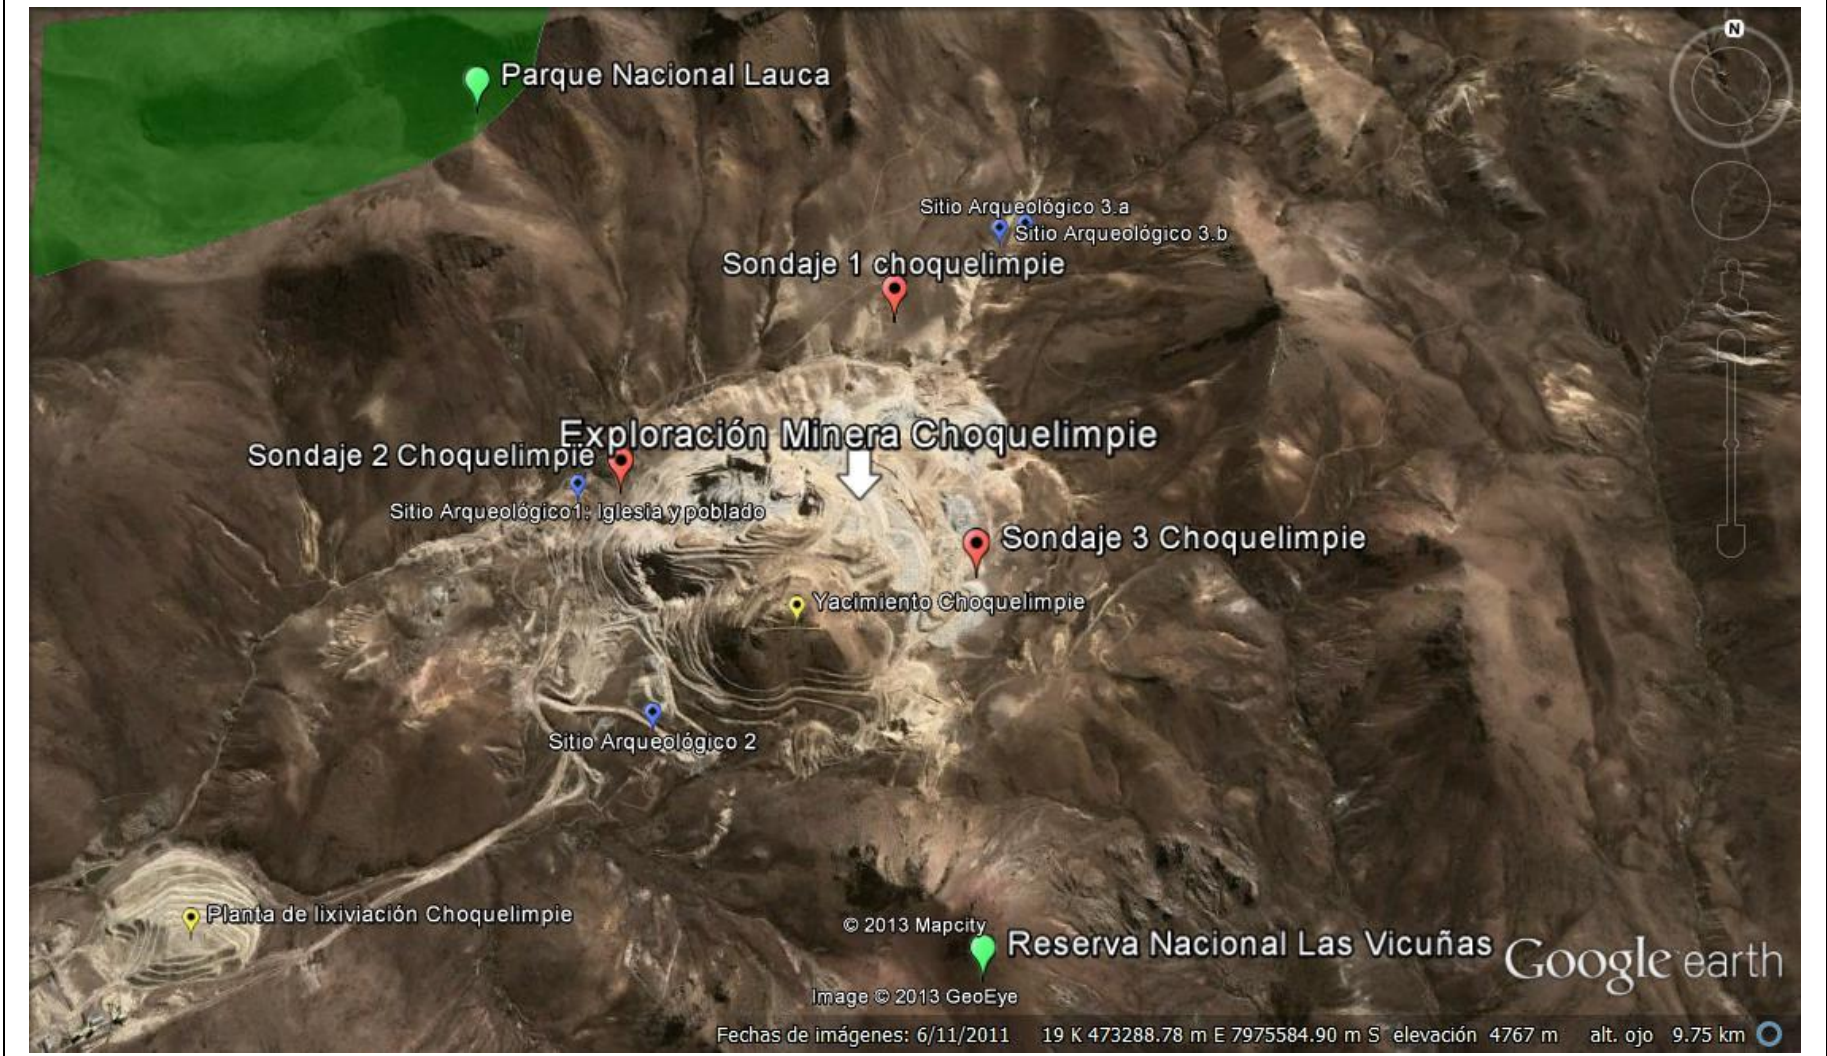 N
Parque Nacional Lauca
Sitio Arqueológico 3.a
Sitio Arqueológico 3.b
Sondaje 1 choquelimpie
Exploración Minera Choquelimpie
Sondaje 2 Choquelimpie
Sitio Arqueológico1: Iglesia y poblado
Sondaje 3 Choquelimpie
Yacimiento Choquelimpie
Sitio Arqueológico 2
Planta de lixiviación Choquelimpie
© 2013 Mapcity
Reserva Nacional Las Vicuñas
Google earth
Image © 2013 GeoEye
Fechas de imágenes: 6/11/2011 19 K 473288.78 m E 7975584.90 m S elevación 4767 m alt. ojo 9.75 km